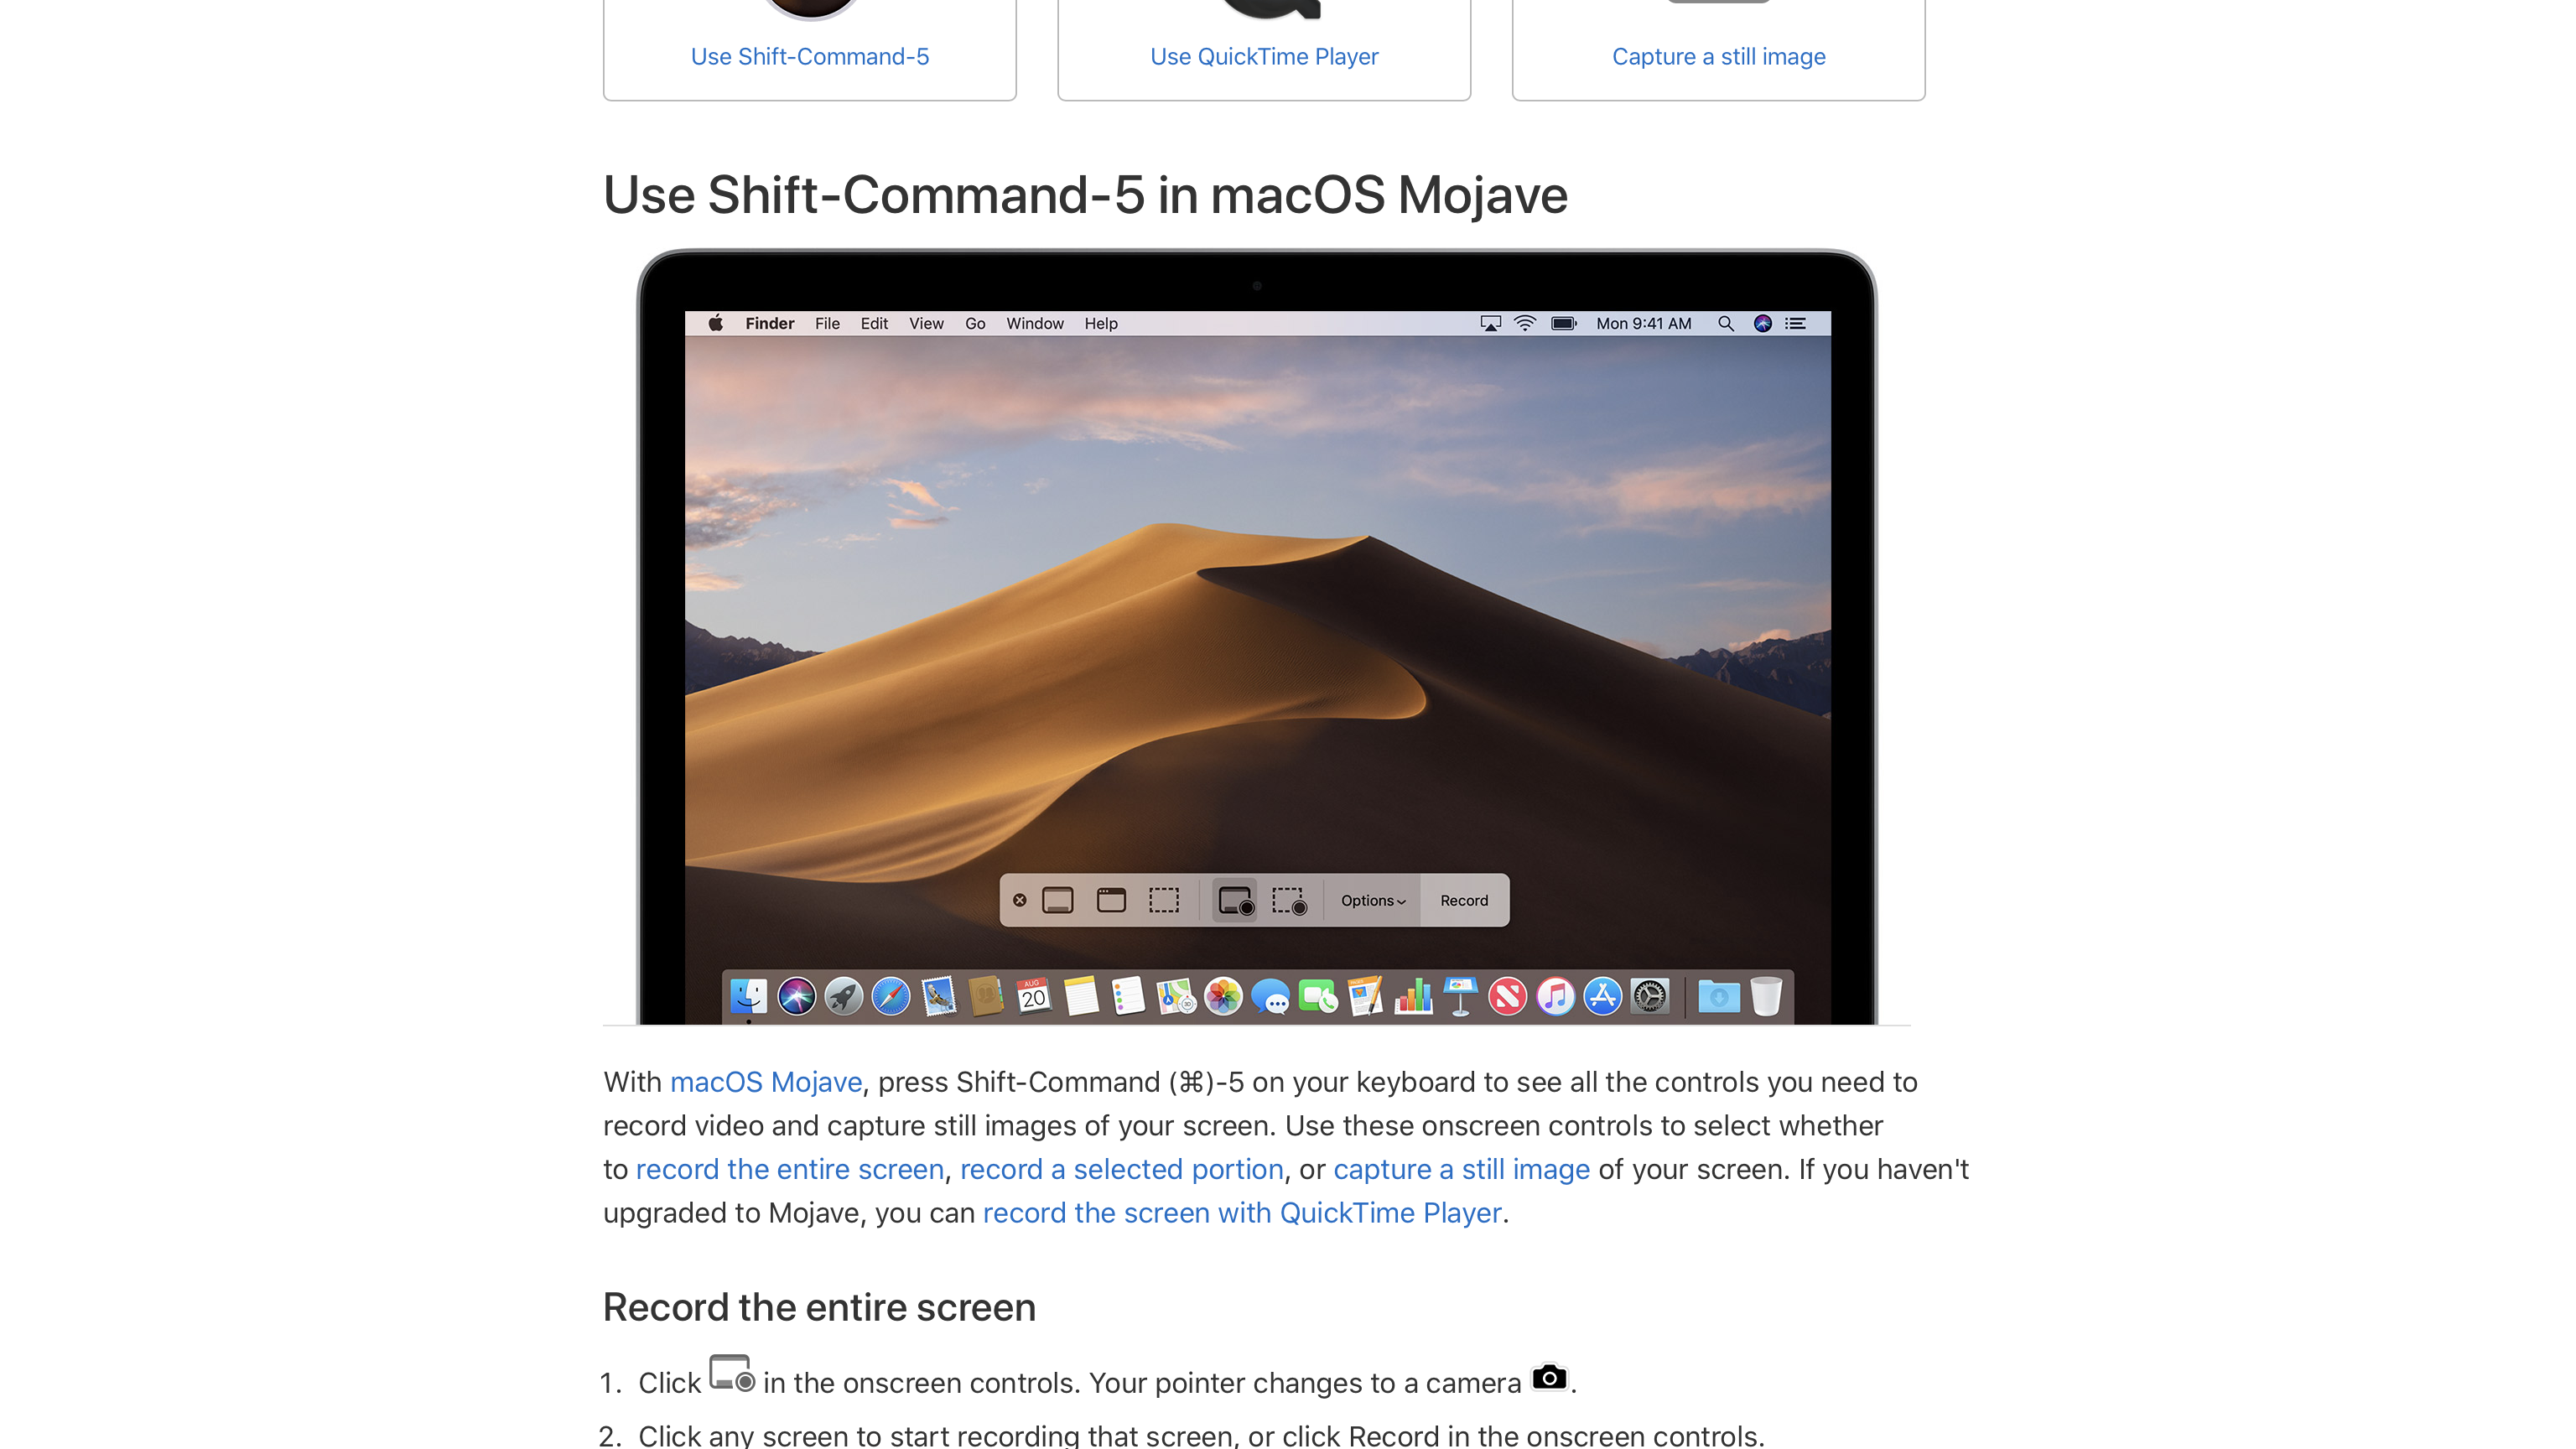 Use Shift-Command-5
Use QuickTime Player
Capture a still image
Use Shift-Command-5 in macOS Mojave
Finder File Edit View Go Window Help Mon 9:41 AM
Options Record
AUG
20
With macOS Mojave, press Shift-Command (⌘)-5 on your keyboard to see all the controls you need to
record video and capture still images of your screen. Use these onscreen controls to select whether
to record the entire screen, record a selected portion, or capture a still image of your screen. If you haven't
upgraded to Mojave, you can record the screen with QuickTime Player.
Record the entire screen
1. Click in the onscreen controls. Your pointer changes to a camera .
2. Click any screen to start recording that screen, or click Record in the onscreen controls.